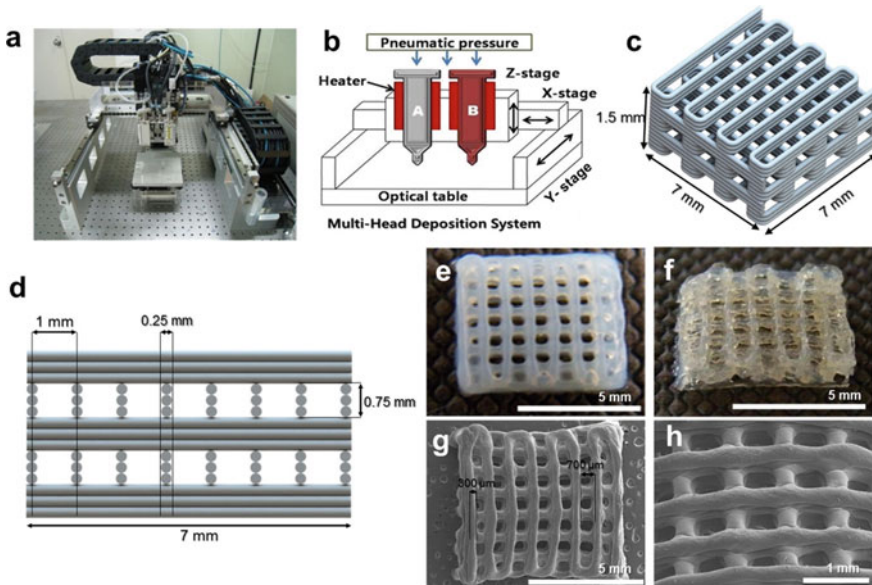 a
b
Pneumatic pressure
Heater
Z-stage
X-stage
A
B
Y-stage
Optical table
Multi-Head Deposition System
c
1.5 mm
7 mm
7 mm
d
1 mm
0.25 mm
0.75 mm
7 mm
e
5 mm
f
5 mm
g
300 μm
700 μm
5 mm
h
1 mm